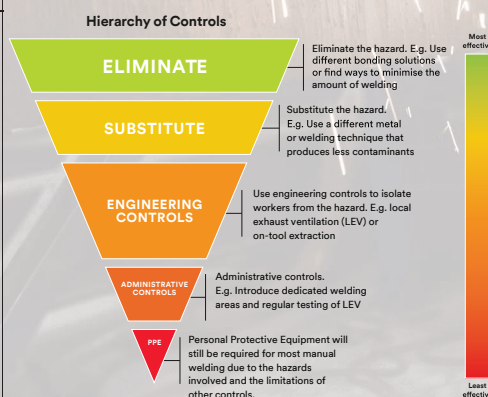 Hierarchy of Controls
Most
effective
ELIMINATE
Eliminate the hazard. E.g. Use
different bonding solutions
or find ways to minimise the
amount of welding
SUBSTITUTE
Substitute the hazard.
E.g. Use a different metal
or welding technique that
produces less contaminants
ENGINEERING
CONTROLS
Use engineering controls to isolate
workers from the hazard. E.g. local
exhaust ventilation (LEV) or
on-tool extraction
ADMINISTRATIVE
CONTROLS
Administrative controls.
E.g. Introduce dedicated welding
areas and regular testing of LEV
PPE
Personal Protective Equipment will
still be required for most manual
welding due to the hazards
involved and the limitations of
other controls.
Least
effective